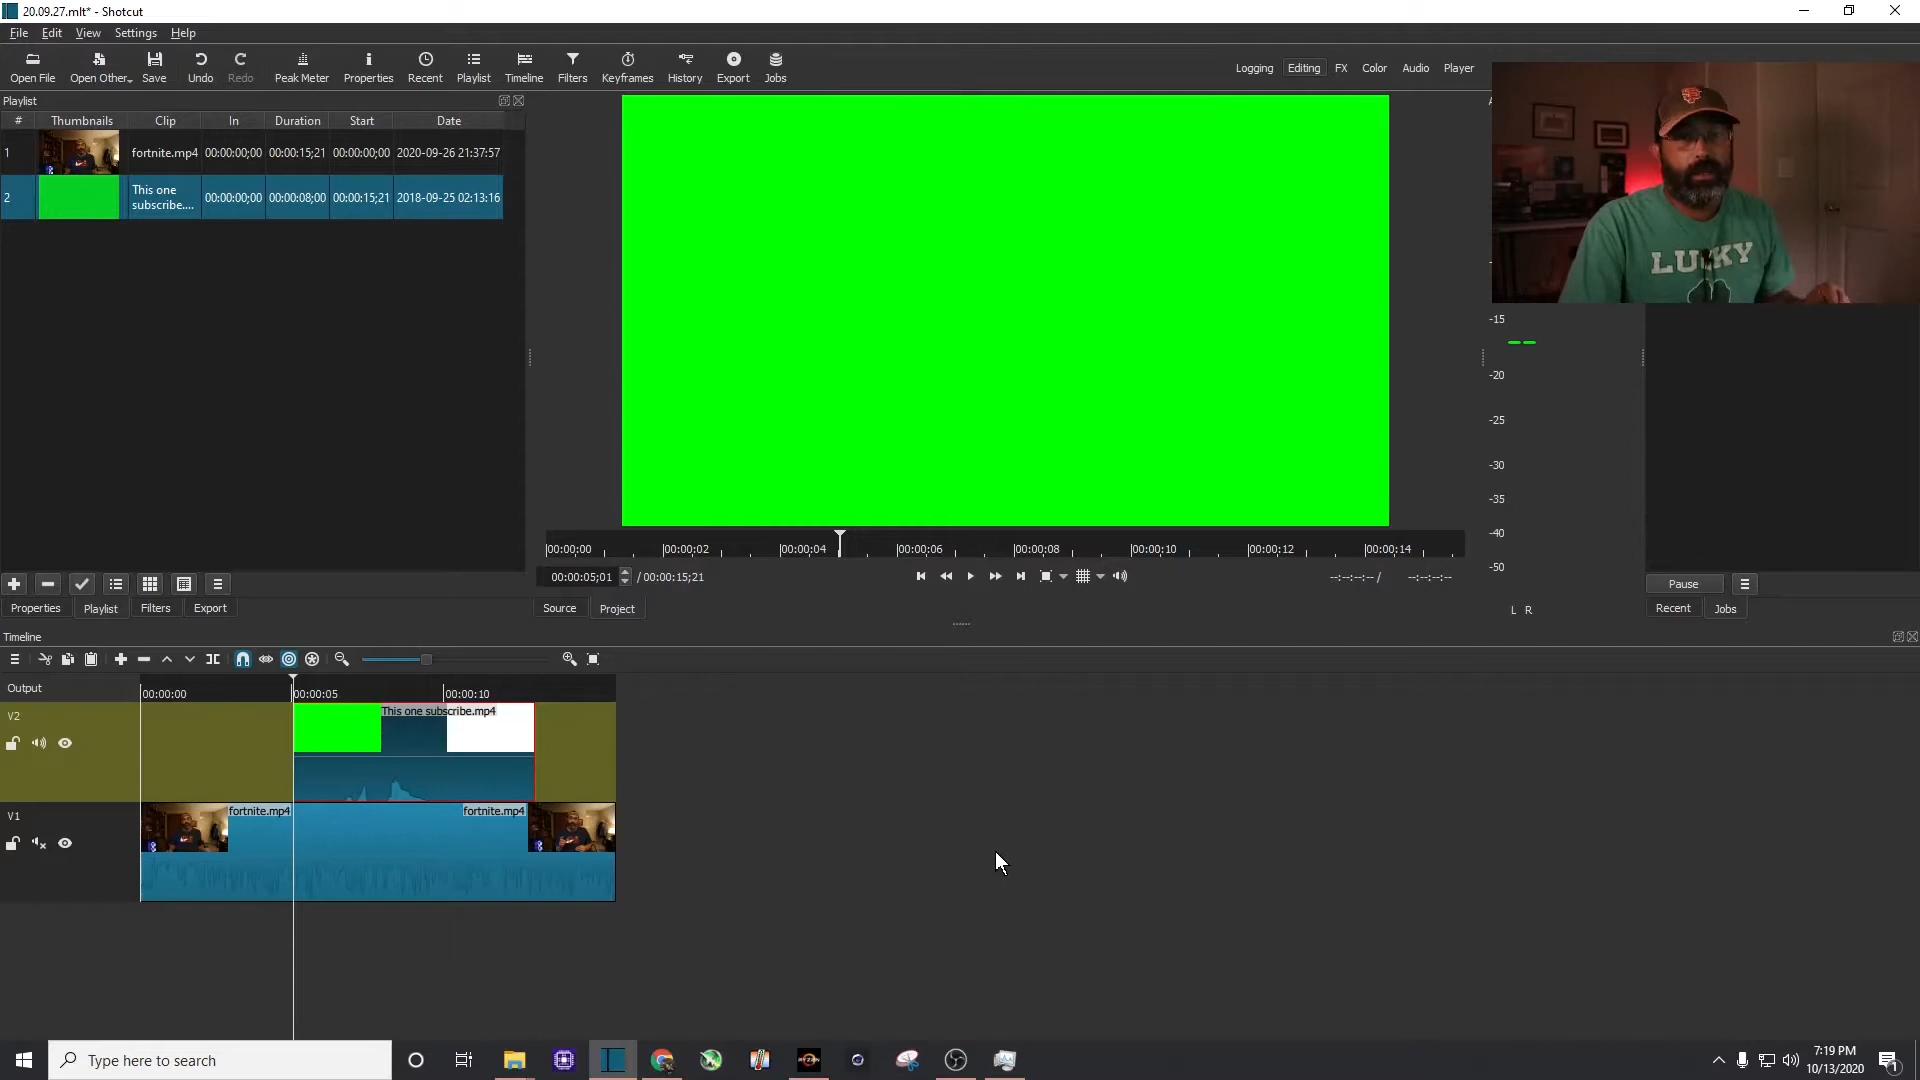 20.09.27.mlt* - Shotcut
File Edit View Settings Help
Open File Open Other.. Save Undo Redo Peak Meter Properties Recent Playlist Timeline Filters Keyframes History Export Jobs
Logging Editing FX Color Audio Player
Playlist
# Thumbnails Clip In Duration Start Date
1 fortnite.mp4 00:00:00;00 00:00:15;21 00:00:00;00 2020-09-26 21:37:57
2 This one subscribe.... 00:00:00;00 00:00:08;00 00:00:15;21 2018-09-25 02:13:16
LUCKY
-15
-20
-25
-30
-35
-40
-50
L R
00:00:00 00:00:02 00:00:04 00:00:06 00:00:08 00:00:10 00:00:12 00:00:14
00:00:05;01 / 00:00:15;21 --:--:--:-- / --:--:--:--
Pause
Properties Playlist Filters Export
Source Project
Recent Jobs
Timeline
Output
00:00:00 00:00:05 00:00:10
V2
This one subscribe.mp4
V1
fortnite.mp4 fortnite.mp4
Type here to search
RYZEN
7:19 PM
10/13/2020
1